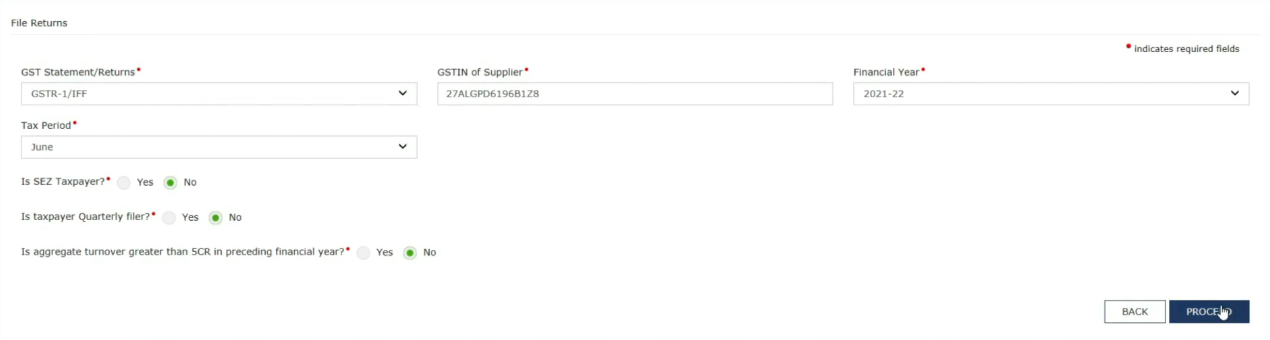 File Returns
• indicates required fields
GST Statement/Returns• GSTIN of Supplier• Financial Year•
GSTR-1/IFF 27ALGPD6196B1Z8 2021-22
Tax Period•
June
Is SEZ Taxpayer?• Yes No
Is taxpayer Quarterly filer?• Yes No
Is aggregate turnover greater than 5CR in preceding financial year?• Yes No
BACK PROCEED